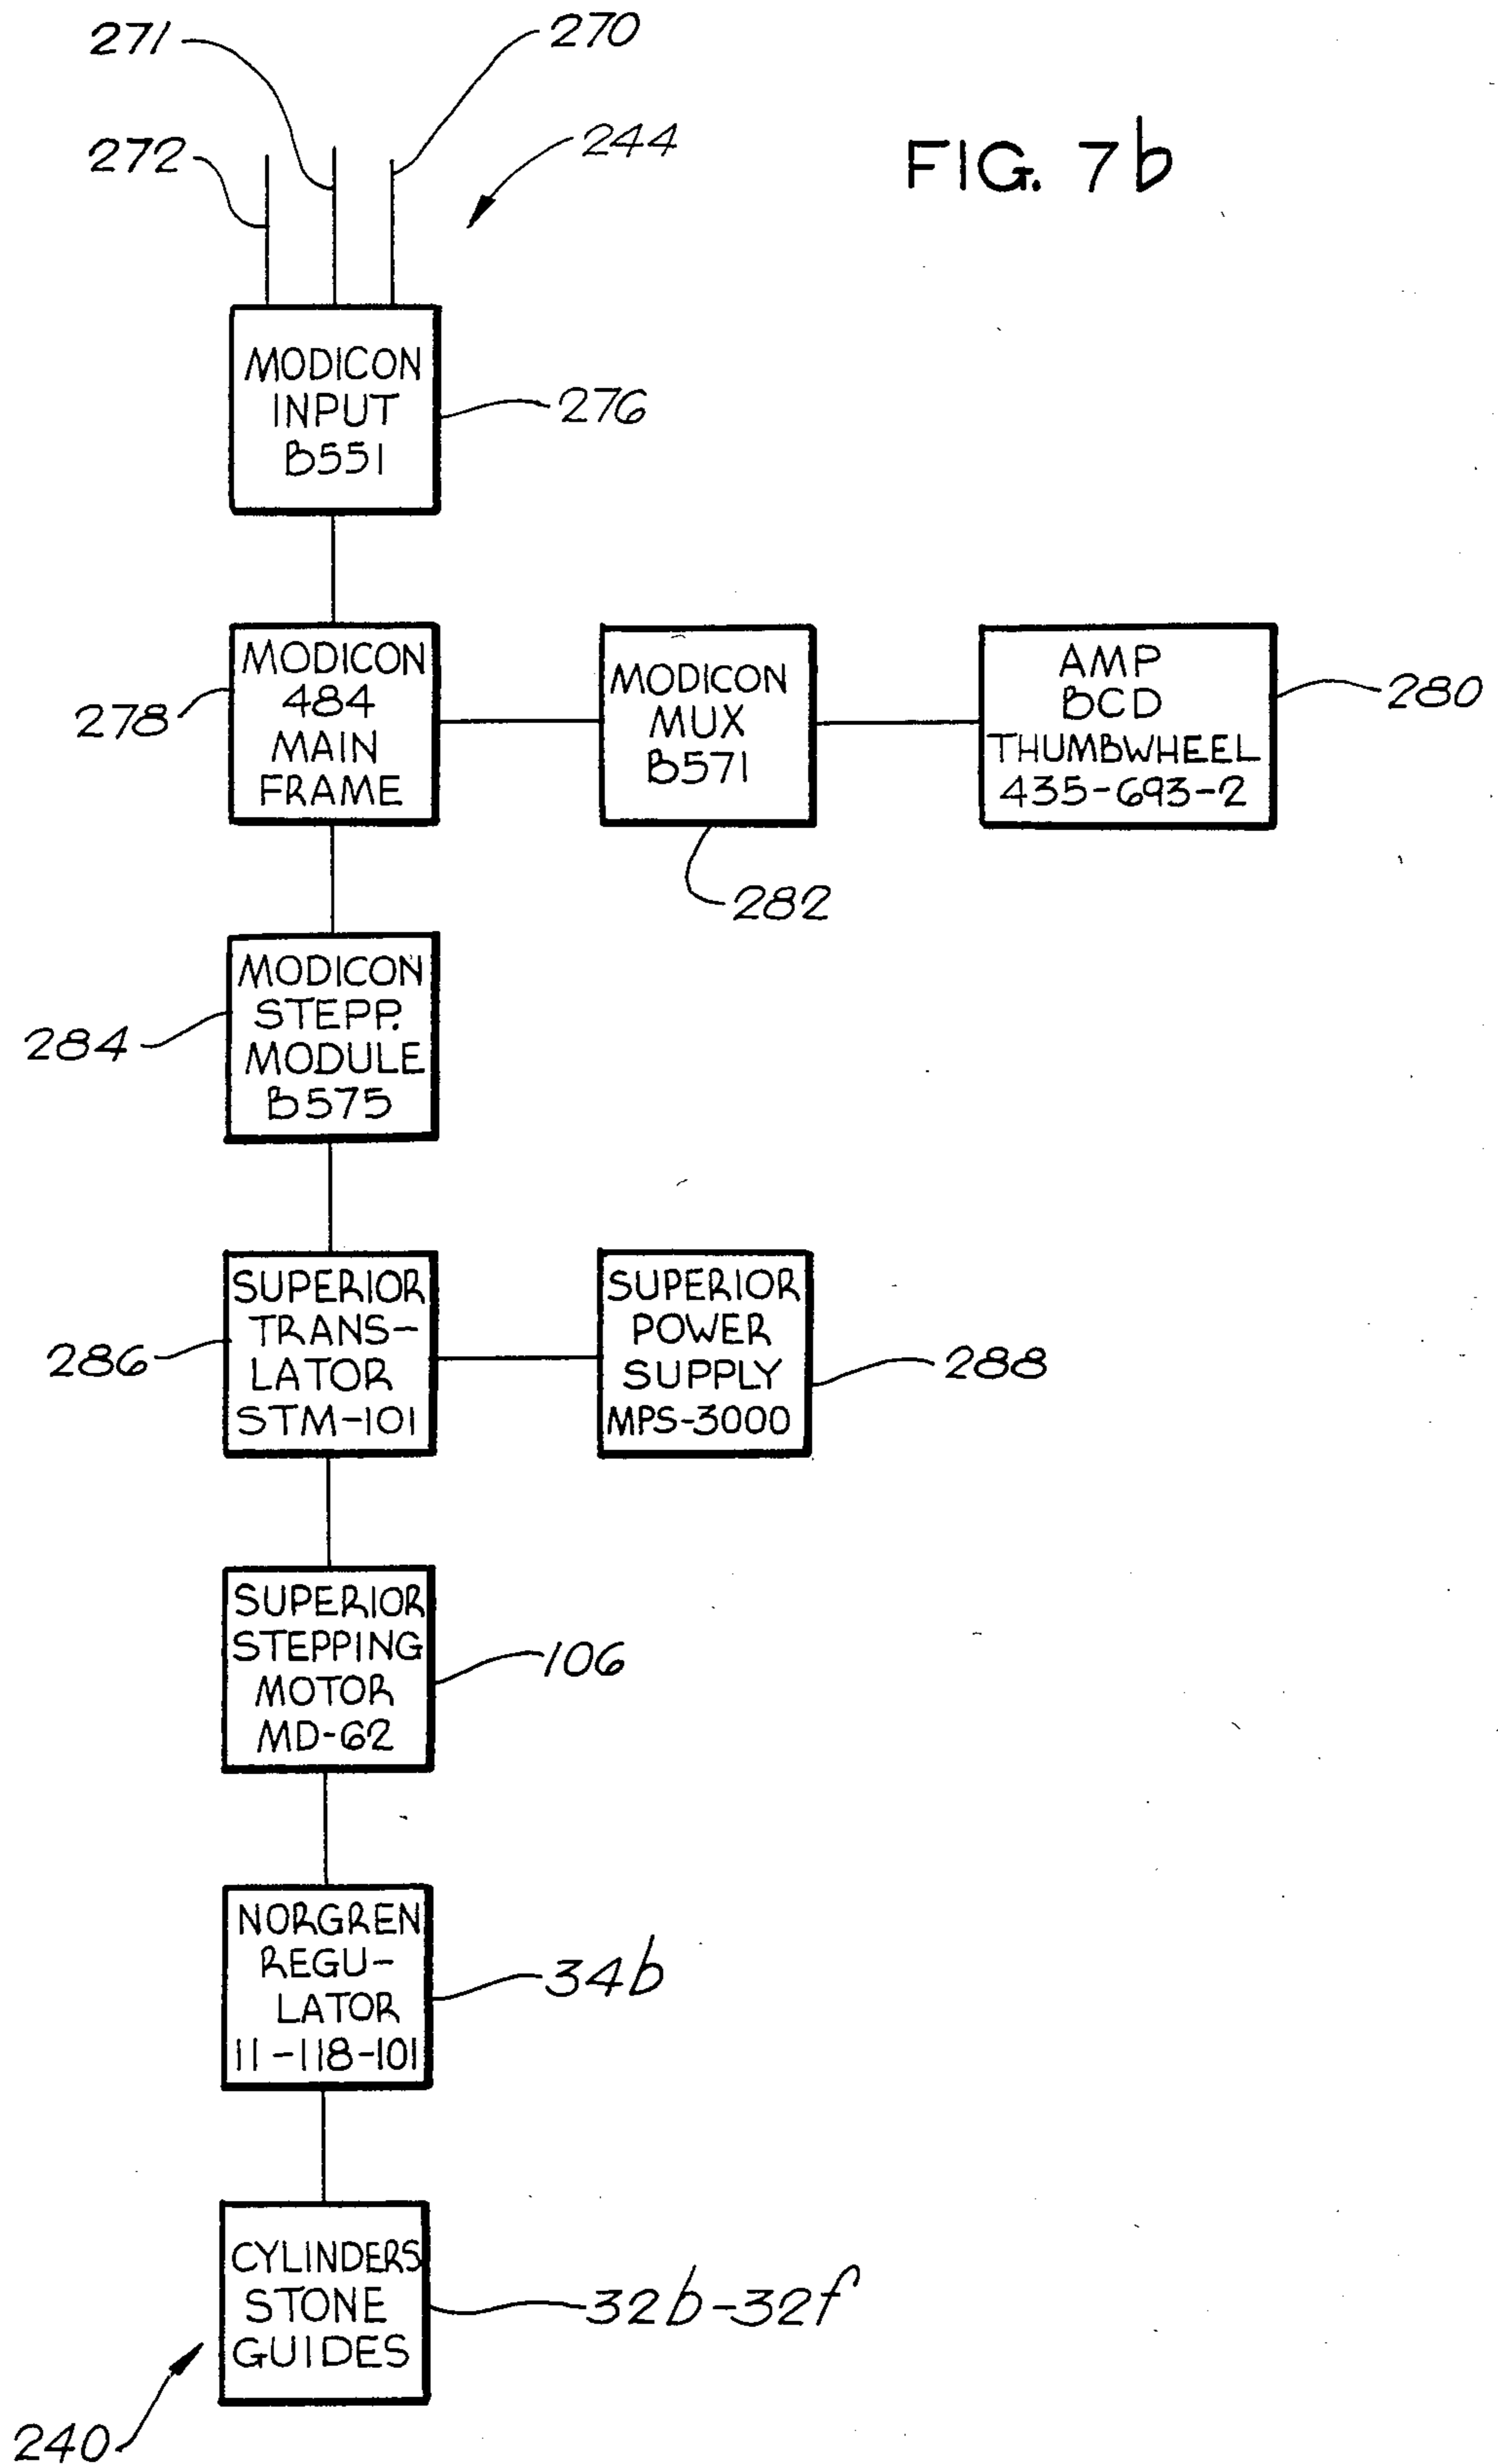 271
270
272
244
FIG. 7b
MODICON
INPUT
B551
276
MODICON
484
MAIN
FRAME
278
MODICON
MUX
B571
282
AMP
BCD
THUMBWHEEL
435-693-2
280
MODICON
STEPP.
MODULE
B575
284
SUPERIOR
TRANS-
LATOR
STM-101
286
SUPERIOR
POWER
SUPPLY
MPS-3000
288
SUPERIOR
STEPPING
MOTOR
MD-62
106
NORGREN
REGU-
LATOR
11-118-101
34b
CYLINDERS
STONE
GUIDES
32b-32f
240